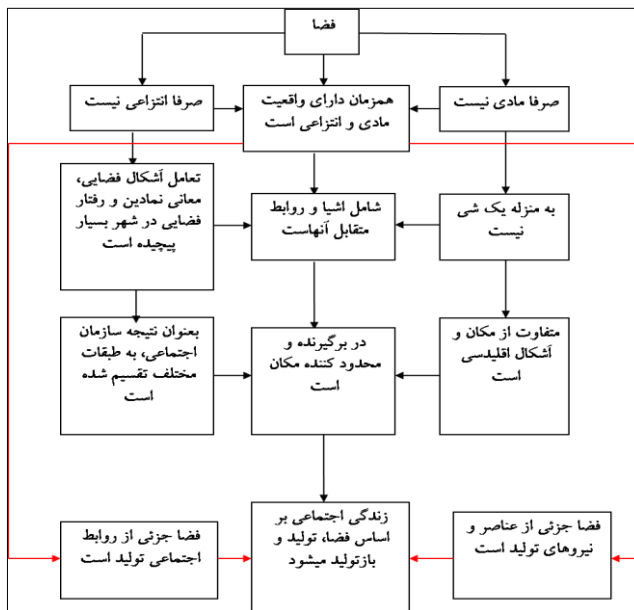 فضا
صرفا مادی نیست
همزمان دارای واقعیت
مادی و انتزاعی است
صرفا انتزاعی نیست
به منزله یک شی
نیست
شامل اشیا و روابط
متقابل آنهاست
تعامل آشکال فضایی،
معانی نمادین و رفتار
فضایی در شهر بسیار
پیچیده است
متفاوت از مکان و
آشکال اقلیدسی
است
در برگیرنده و
محدود کننده مکان
است
بعنوان نتیجه سازمان
اجتماعی، به طبقات
مختلف تقسیم شده
است
فضا جزئی از عناصر و
نیروهای تولید است
زندگی اجتماعی بر
اساس فضا، تولید و
بازتولید میشود
فضا جزئی از روابط
اجتماعی تولید است